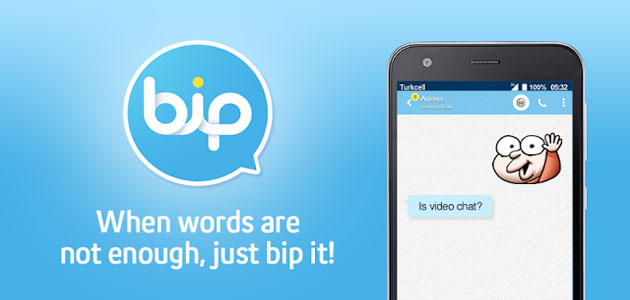 bip
When words are
not enough, just bip it!
Turkcell
100% 05:32
Is video chat?